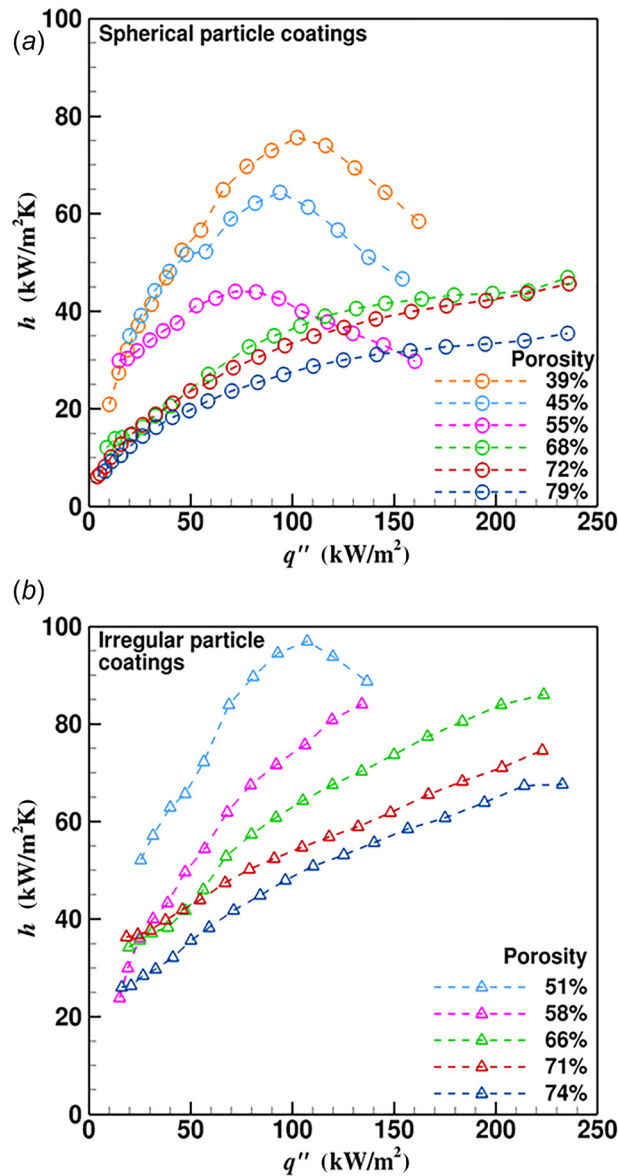 (a)
Spherical particle coatings
100
80
60
40
20
0
h (kW/m²K)
Porosity
39%
45%
55%
68%
72%
79%
0 50 100 150 200 250
q'' (kW/m²)
(b)
Irregular particle
coatings
100
80
60
40
20
0
h (kW/m²K)
Porosity
51%
58%
66%
71%
74%
0 50 100 150 200 250
q'' (kW/m²)